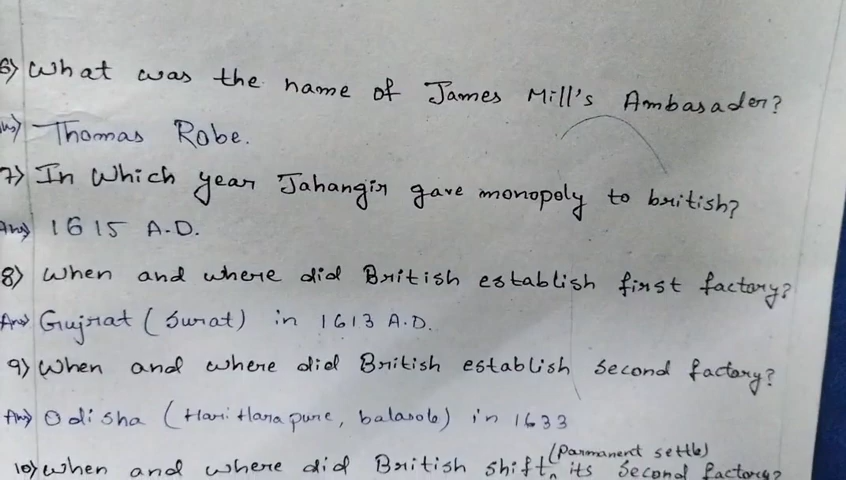 6) What was the name of James Mill's Ambasader?
Ans) Thomas Robe.
7) In Which year Jahangir gave monopoly to british?
Ans) 1615 A.D.
8) When and where did British establish first factory?
Ans) Gujrat (Surat) in 1613 A.D.
9) When and where did British establish second factory?
Ans) Odisha (Hari Hara pure, balasole) in 1633
(Parmanent settle)
10) When and where did British shift its second factory?